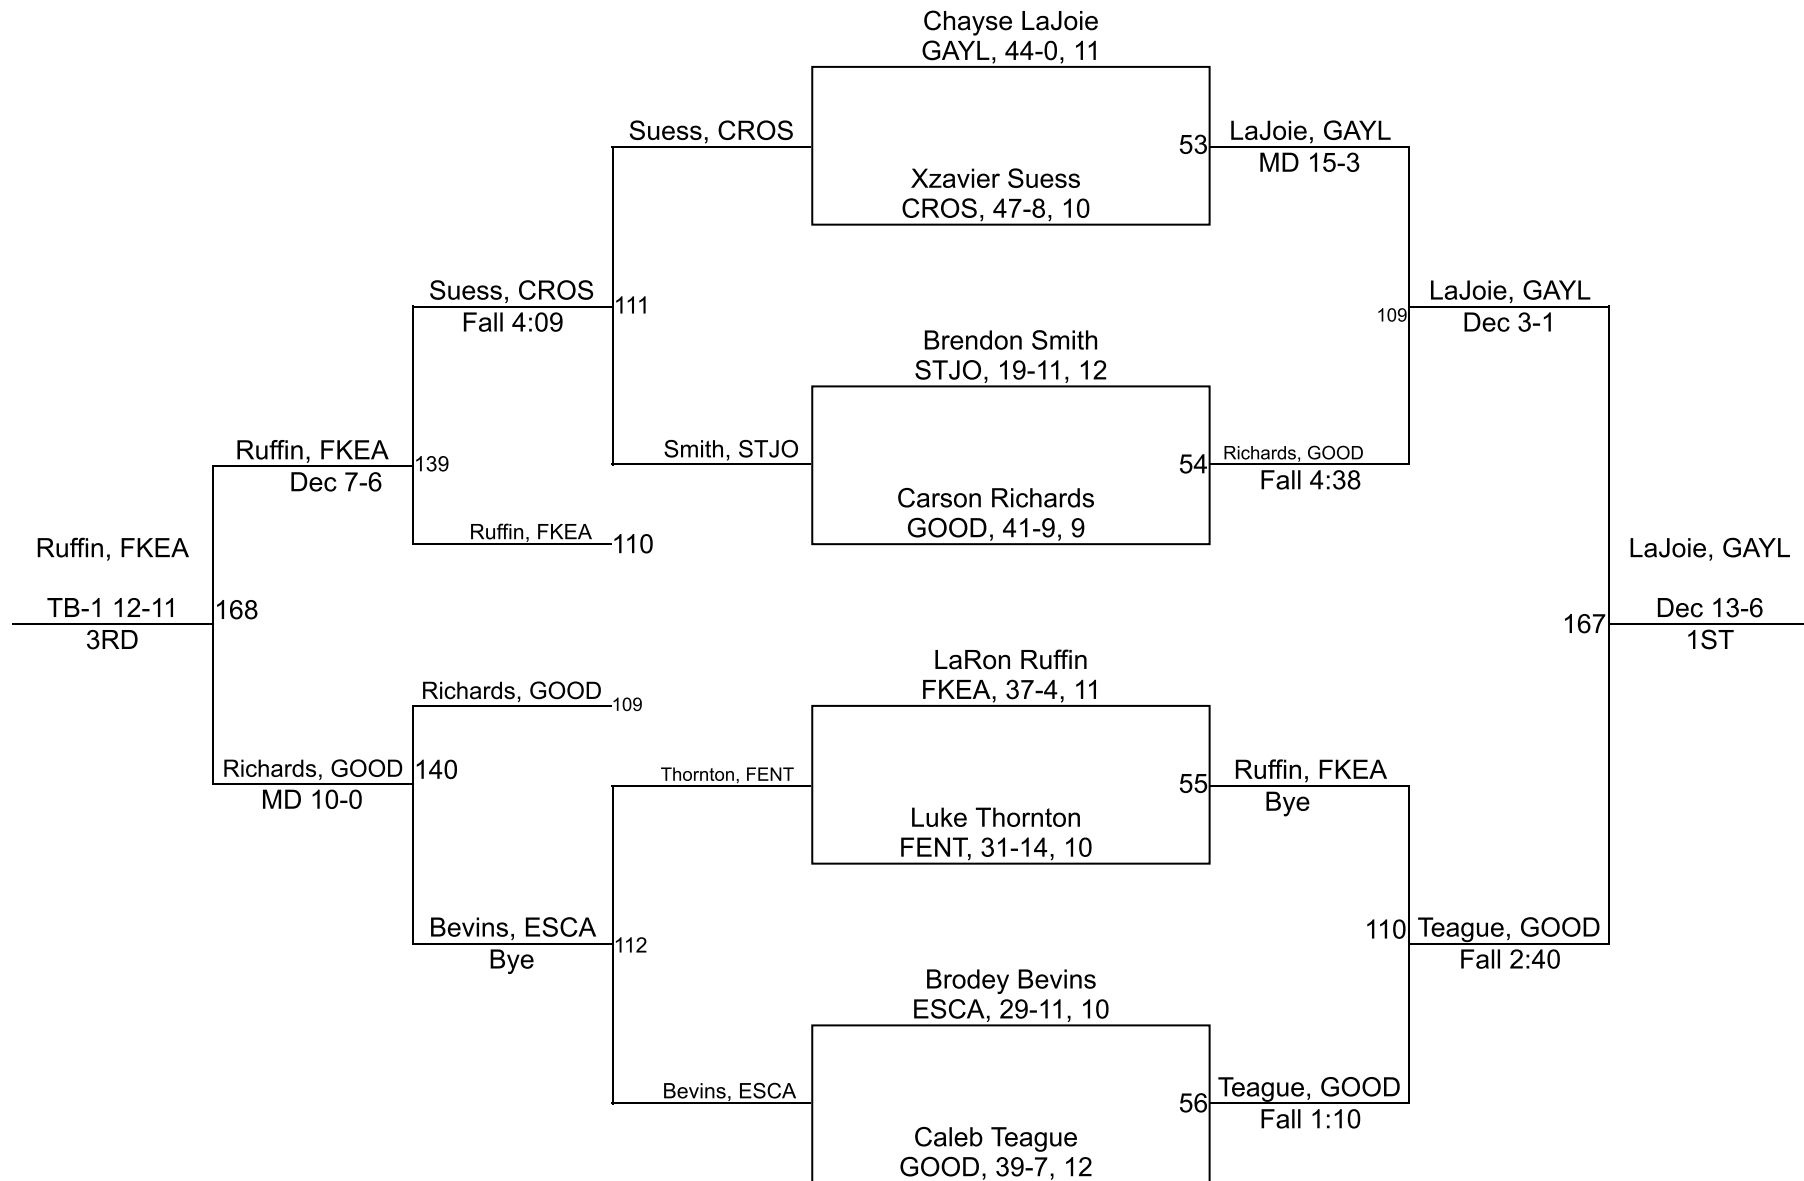 Chayse LaJoie
GAYL, 44-0, 11
Suess, CROS
53
LaJoie, GAYL
MD 15-3
Xzavier Suess
CROS, 47-8, 10
Suess, CROS
Fall 4:09
111
109
LaJoie, GAYL
Dec 3-1
Brendon Smith
STJO, 19-11, 12
Smith, STJO
54
Richards, GOOD
Fall 4:38
Ruffin, FKEA
Dec 7-6
139
Carson Richards
GOOD, 41-9, 9
Ruffin, FKEA
110
Ruffin, FKEA
TB-1 12-11
3RD
168
LaJoie, GAYL
167
Dec 13-6
1ST
LaRon Ruffin
FKEA, 37-4, 11
Richards, GOOD
109
Richards, GOOD
MD 10-0
140
Thornton, FENT
55
Ruffin, FKEA
Bye
Luke Thornton
FENT, 31-14, 10
Bevins, ESCA
Bye
112
110
Teague, GOOD
Fall 2:40
Brodey Bevins
ESCA, 29-11, 10
Bevins, ESCA
56
Teague, GOOD
Fall 1:10
Caleb Teague
GOOD, 39-7, 12